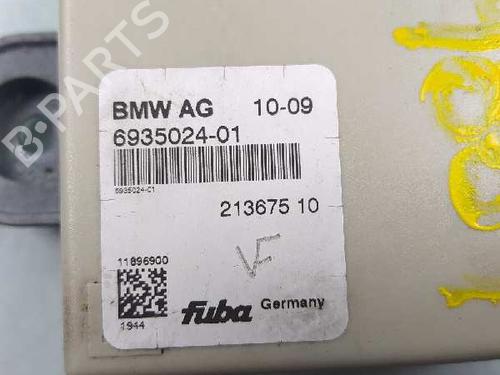 BMW AG 10-09
6935024-01
6935024-01
213675 10
VF
11896900
1944
fuba Germany
B-PARTS